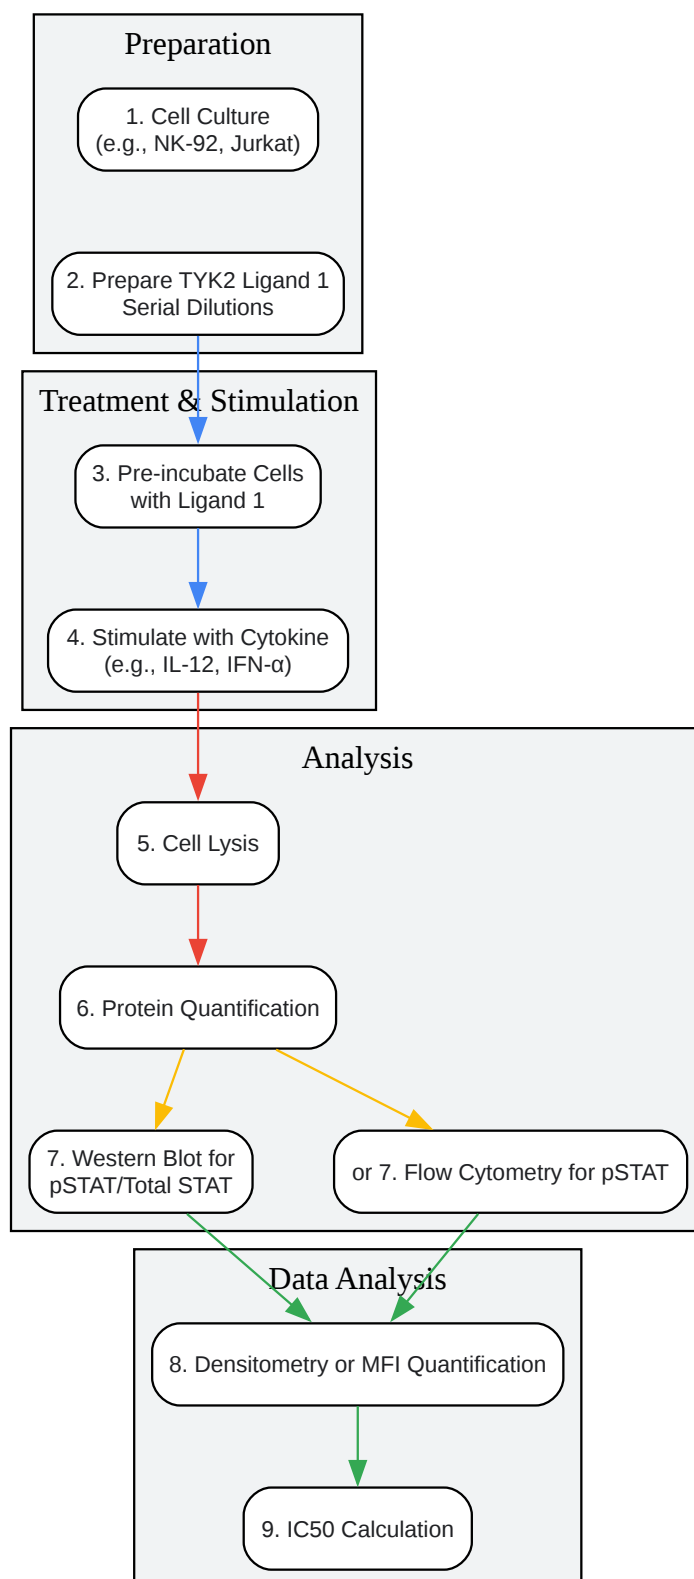 Preparation
1. Cell Culture
(e.g., NK-92, Jurkat)
2. Prepare TYK2 Ligand 1
Serial Dilutions
Treatment & Stimulation
3. Pre-incubate Cells
with Ligand 1
4. Stimulate with Cytokine
(e.g., IL-12, IFN-α)
Analysis
5. Cell Lysis
6. Protein Quantification
7. Western Blot for
pSTAT/Total STAT
or 7. Flow Cytometry for pSTAT
Data Analysis
8. Densitometry or MFI Quantification
9. IC50 Calculation